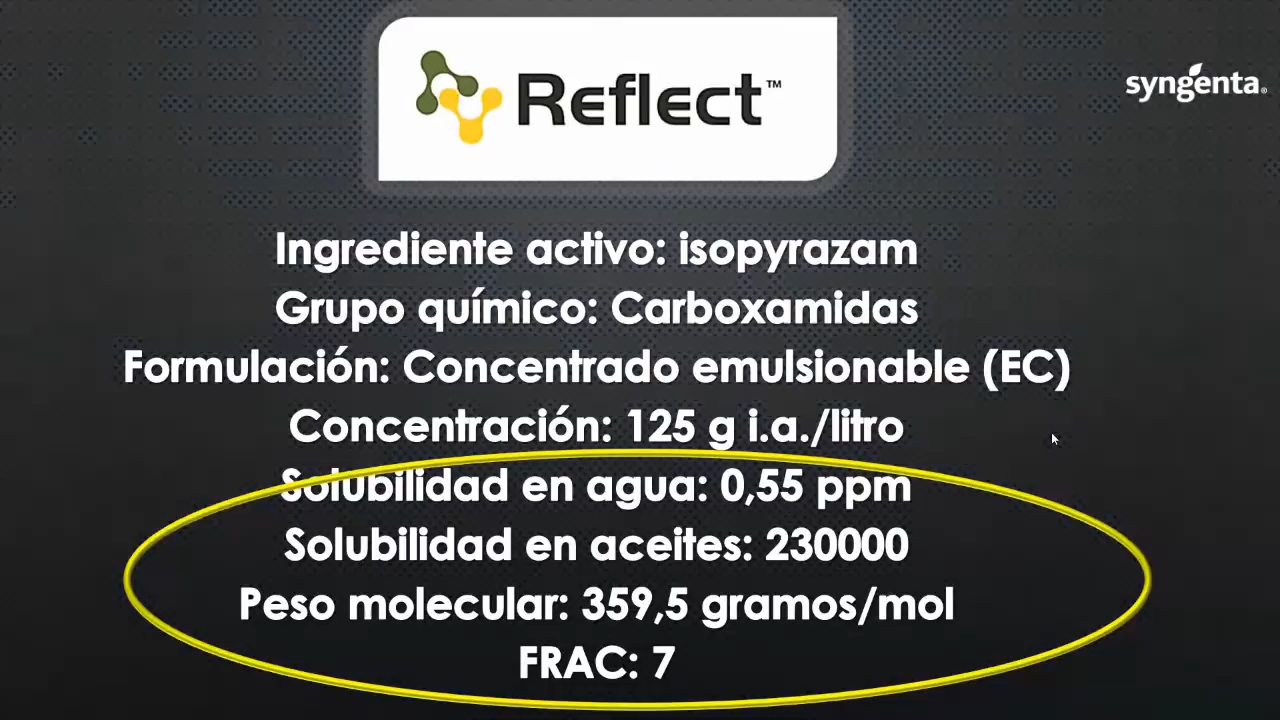 Reflect™
syngenta®
Ingrediente activo: isopyrazam
Grupo químico: Carboxamidas
Formulación: Concentrado emulsionable (EC)
Concentración: 125 g i.a./litro
Solubilidad en agua: 0,55 ppm
Solubilidad en aceites: 230000
Peso molecular: 359,5 gramos/mol
FRAC: 7